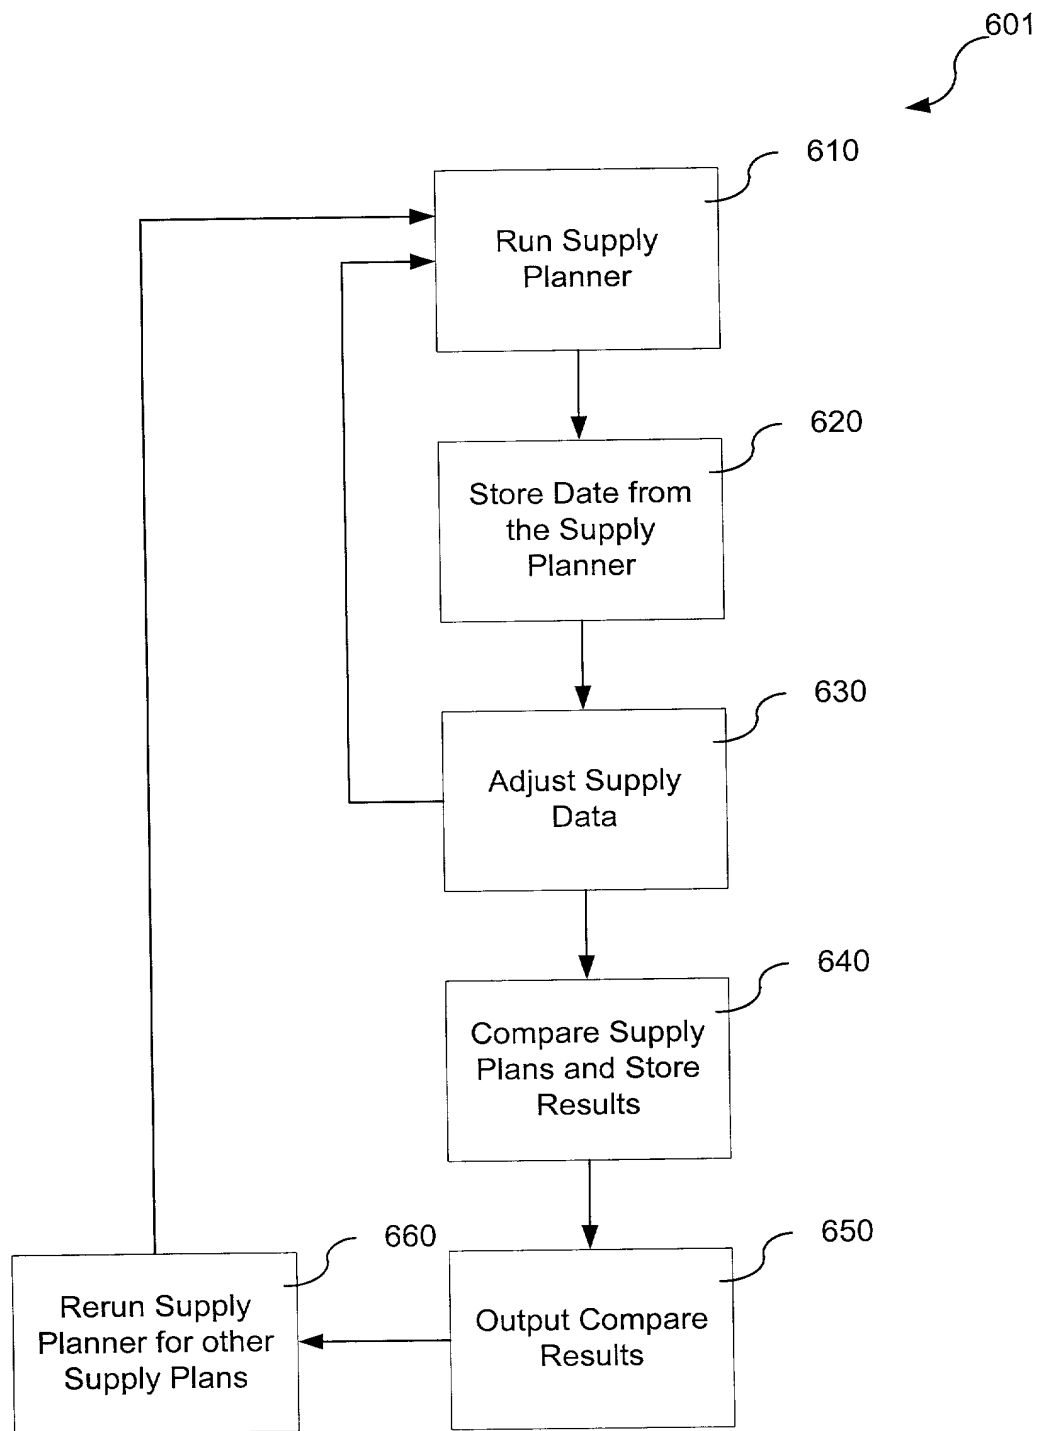 601
610
Run Supply
Planner
620
Store Date from
the Supply
Planner
630
Adjust Supply
Data
640
Compare Supply
Plans and Store
Results
650
Output Compare
Results
660
Rerun Supply
Planner for other
Supply Plans